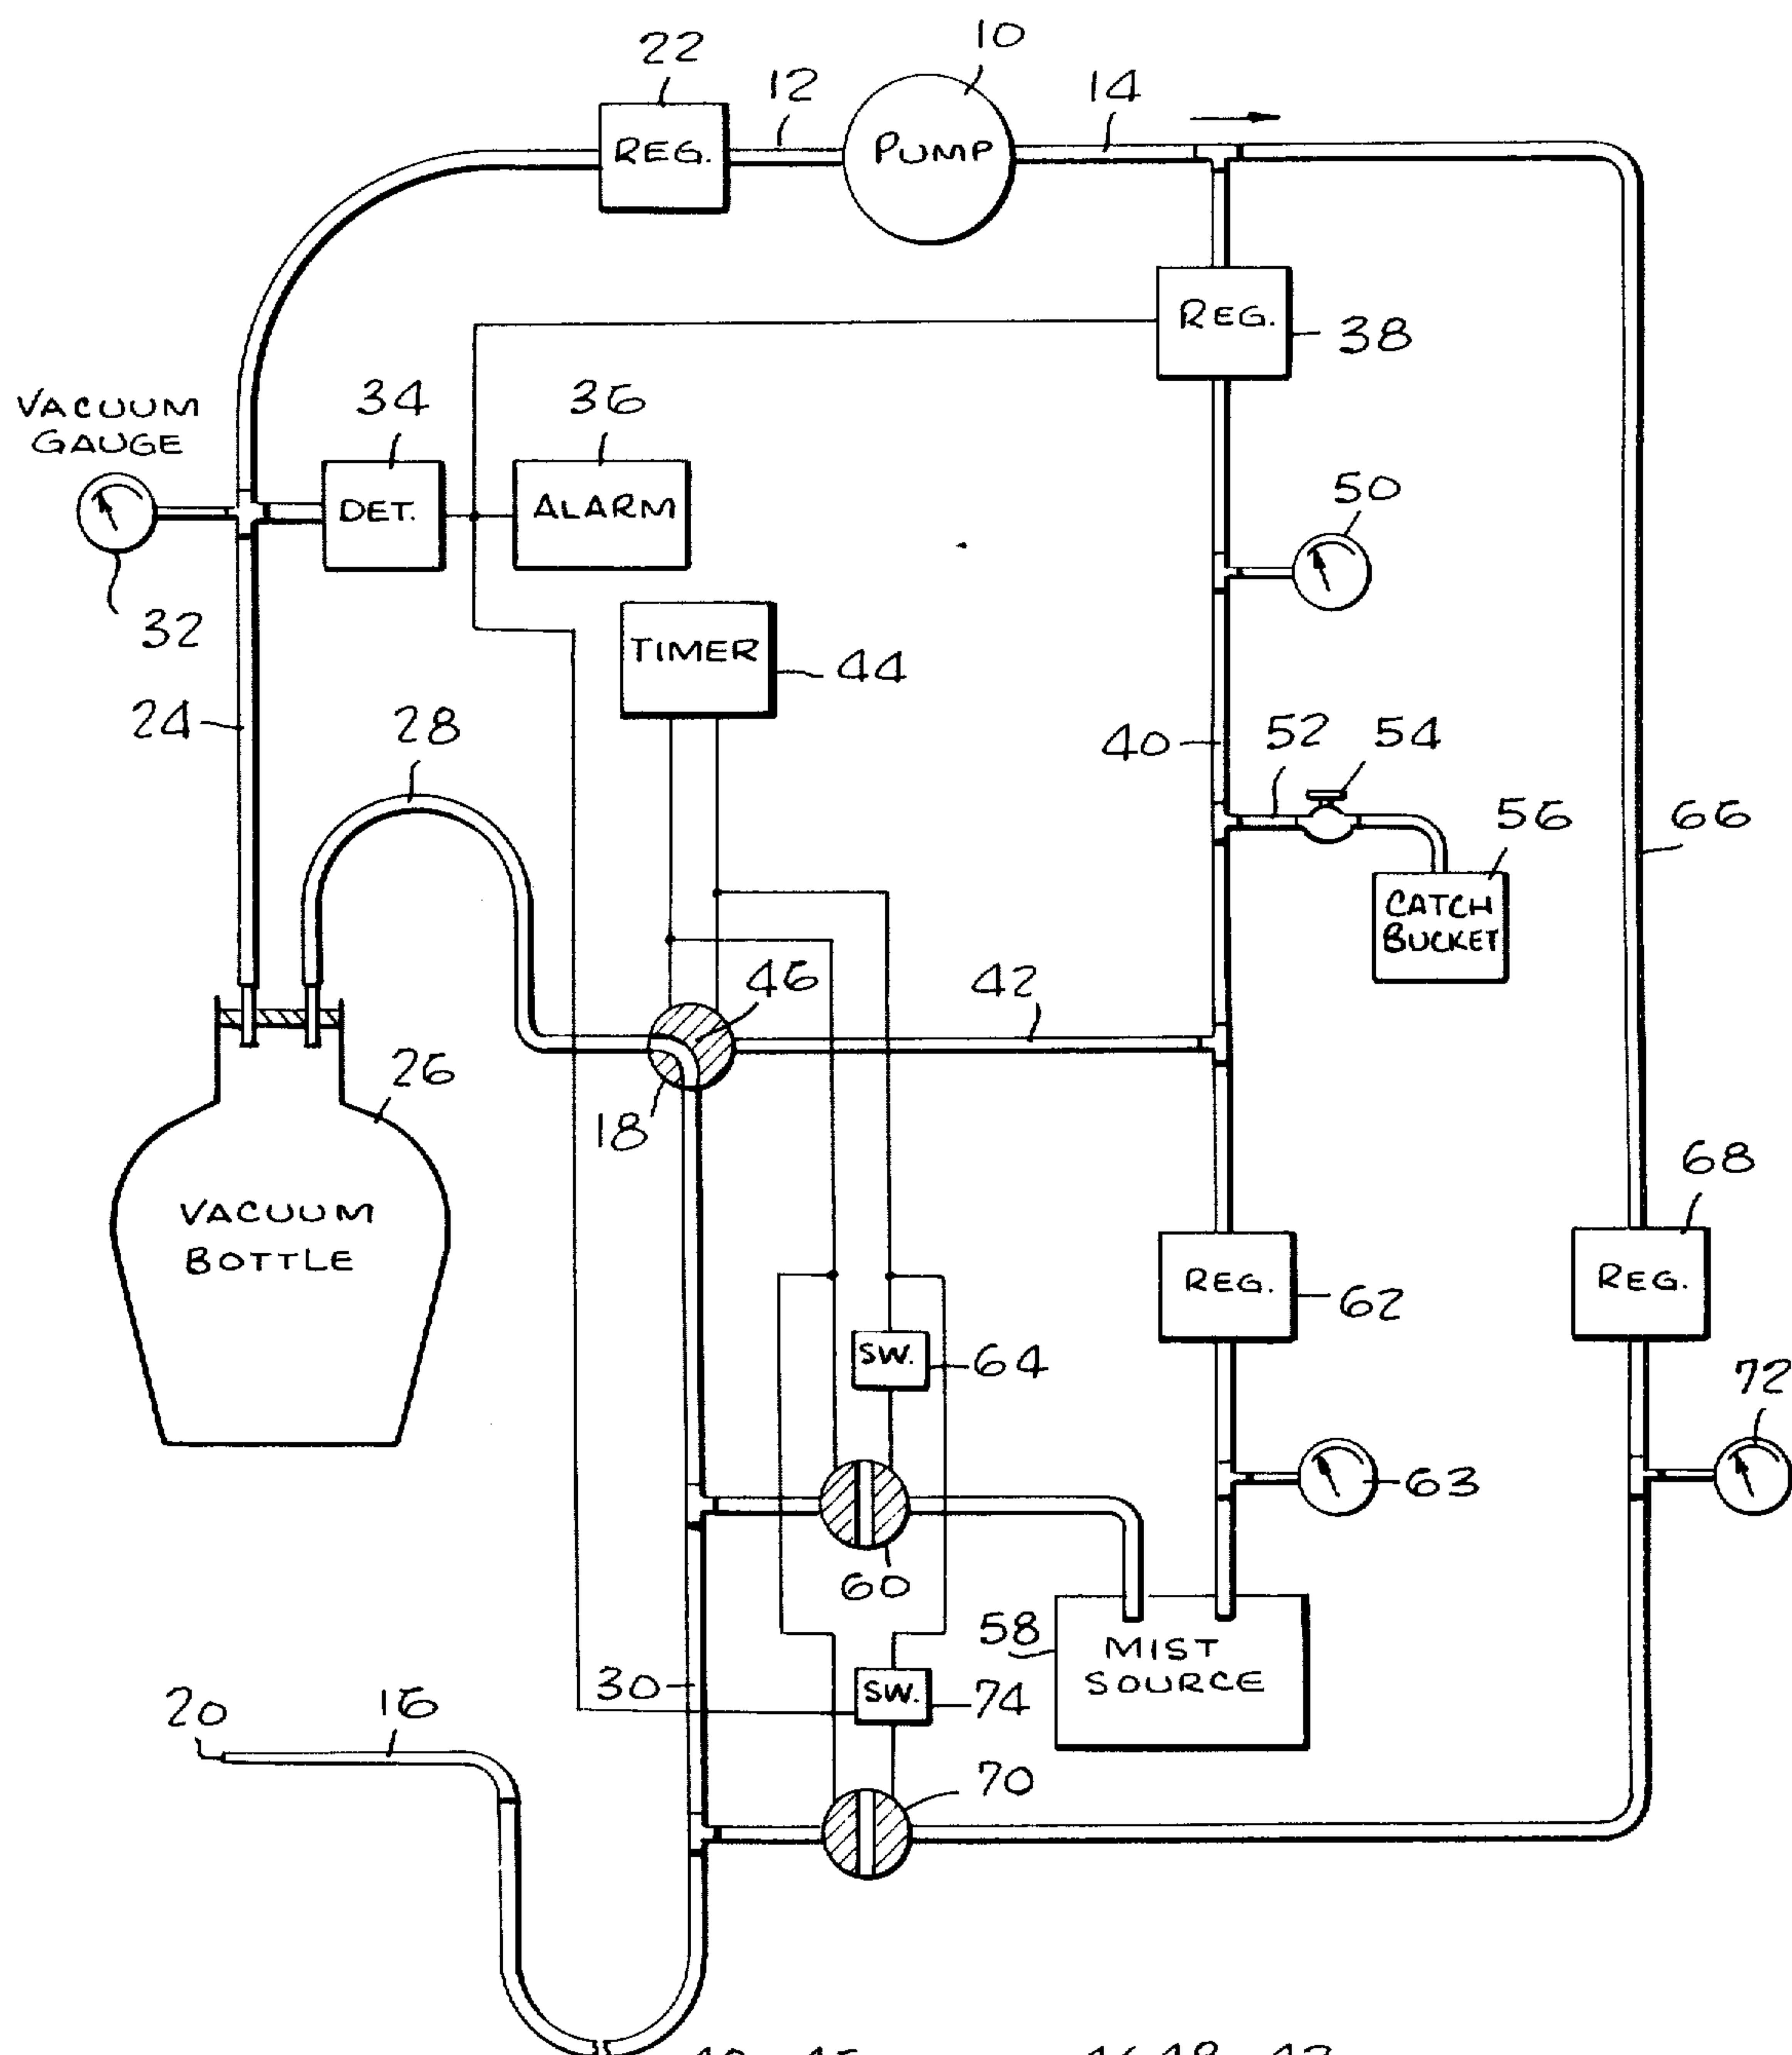 10
22
12
14
REG.
PUMP
REG.
38
VACUUM
GAUGE
34
36
DET.
ALARM
50
32
TIMER
44
24
28
40
52
54
56
66
CATCH
BUCKET
46
42
26
18
68
VACUUM
BOTTLE
REG.
62
REG.
SW.
64
72
63
60
58
MIST
SOURCE
30
SW.
74
20
16
70